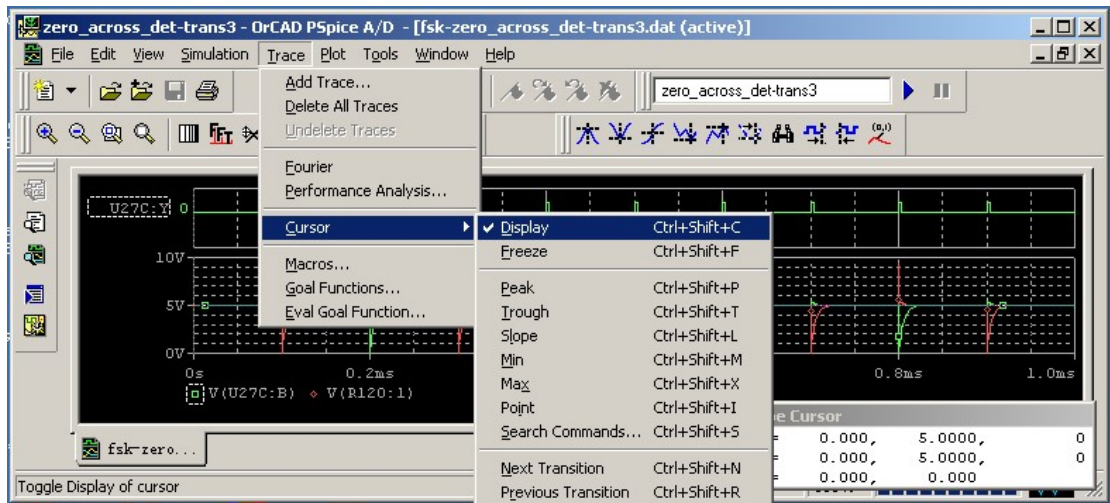 zero_across_det-trans3 - OrCAD PSpice A/D - [fsk-zero_across_det-trans3.dat (active)]
File Edit View Simulation Trace Plot Tools Window Help
zero_across_det-trans3
Add Trace...
Delete All Traces
Undelete Traces
Fourier
Performance Analysis...
Cursor
Macros...
Goal Functions...
Eval Goal Function...
Display Ctrl+Shift+C
Freeze Ctrl+Shift+F
Peak Ctrl+Shift+P
Trough Ctrl+Shift+T
Slope Ctrl+Shift+L
Min Ctrl+Shift+M
Max Ctrl+Shift+X
Point Ctrl+Shift+I
Search Commands... Ctrl+Shift+S
Next Transition Ctrl+Shift+N
Previous Transition Ctrl+Shift+R
FFT
(0,0)
U27C:Y 0
10V
5V
0V
0s 0.2ms 0.8ms 1.0ms
V(U27C:B) V(R120:1)
Cursor
= 0.000, 5.0000, 0
= 0.000, 5.0000, 0
= 0.000, 0.000
fsk-zero...
Toggle Display of cursor